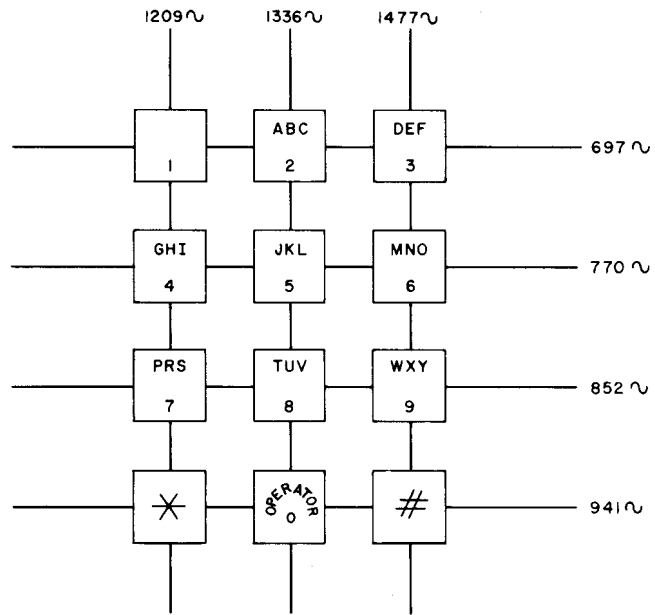 1209∿ 1336∿ 1477∿
ABC DEF
1 2 3 697∿
GHI JKL MNO
4 5 6 770∿
PRS TUV WXY
7 8 9 852∿
* OPERATOR #
0 941∿